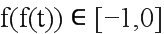 f(f(t)) ∈ [−1,0]